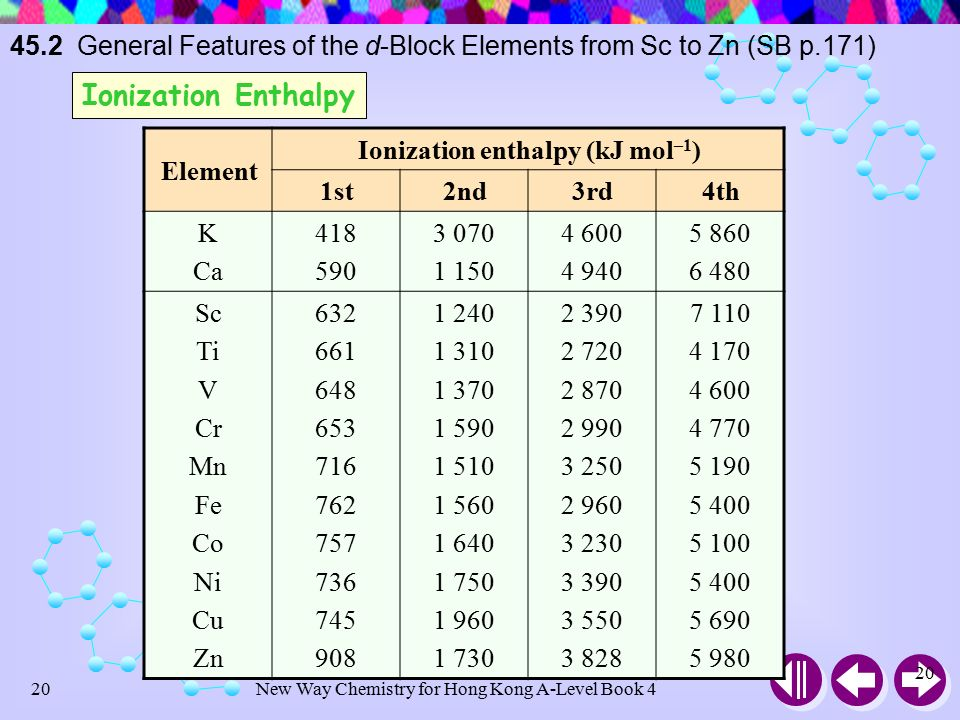 45.2 General Features of the d-Block Elements from Sc to Zn (SB p.171)
Ionization Enthalpy
Element Ionization enthalpy (kJ mol–1)
1st 2nd 3rd 4th
K 418 3 070 4 600 5 860
Ca 590 1 150 4 940 6 480
Sc 632 1 240 2 390 7 110
Ti 661 1 310 2 720 4 170
V 648 1 370 2 870 4 600
Cr 653 1 590 2 990 4 770
Mn 716 1 510 3 250 5 190
Fe 762 1 560 2 960 5 400
Co 757 1 640 3 230 5 100
Ni 736 1 750 3 390 5 400
Cu 745 1 960 3 550 5 690
Zn 908 1 730 3 828 5 980
20
20 New Way Chemistry for Hong Kong A-Level Book 4